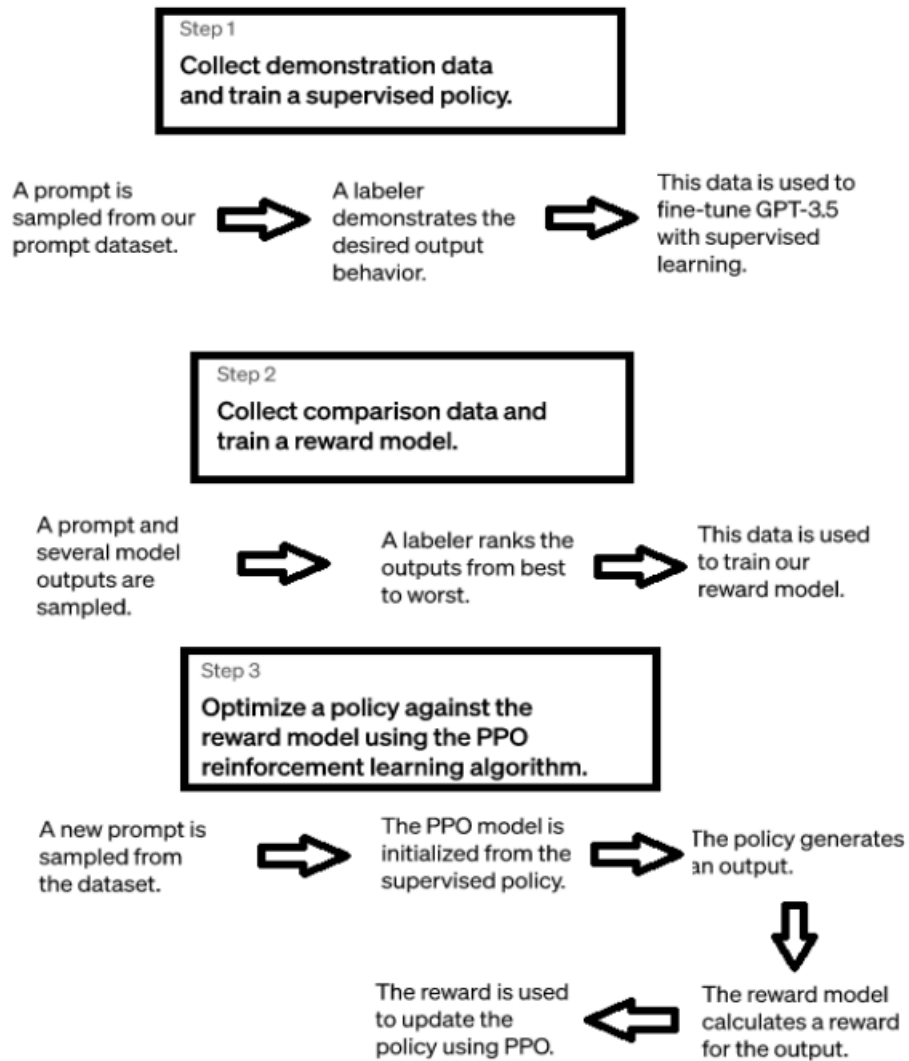 Step 1
Collect demonstration data
and train a supervised policy.
A prompt is
sampled from our
prompt dataset.
A labeler
demonstrates the
desired output
behavior.
This data is used to
fine-tune GPT-3.5
with supervised
learning.
Step 2
Collect comparison data and
train a reward model.
A prompt and
several model
outputs are
sampled.
A labeler ranks the
outputs from best
to worst.
This data is used
to train our
reward model.
Step 3
Optimize a policy against the
reward model using the PPO
reinforcement learning algorithm.
A new prompt is
sampled from
the dataset.
The PPO model is
initialized from the
supervised policy.
The policy generates
an output.
The reward model
calculates a reward
for the output.
The reward is used
to update the
policy using PPO.